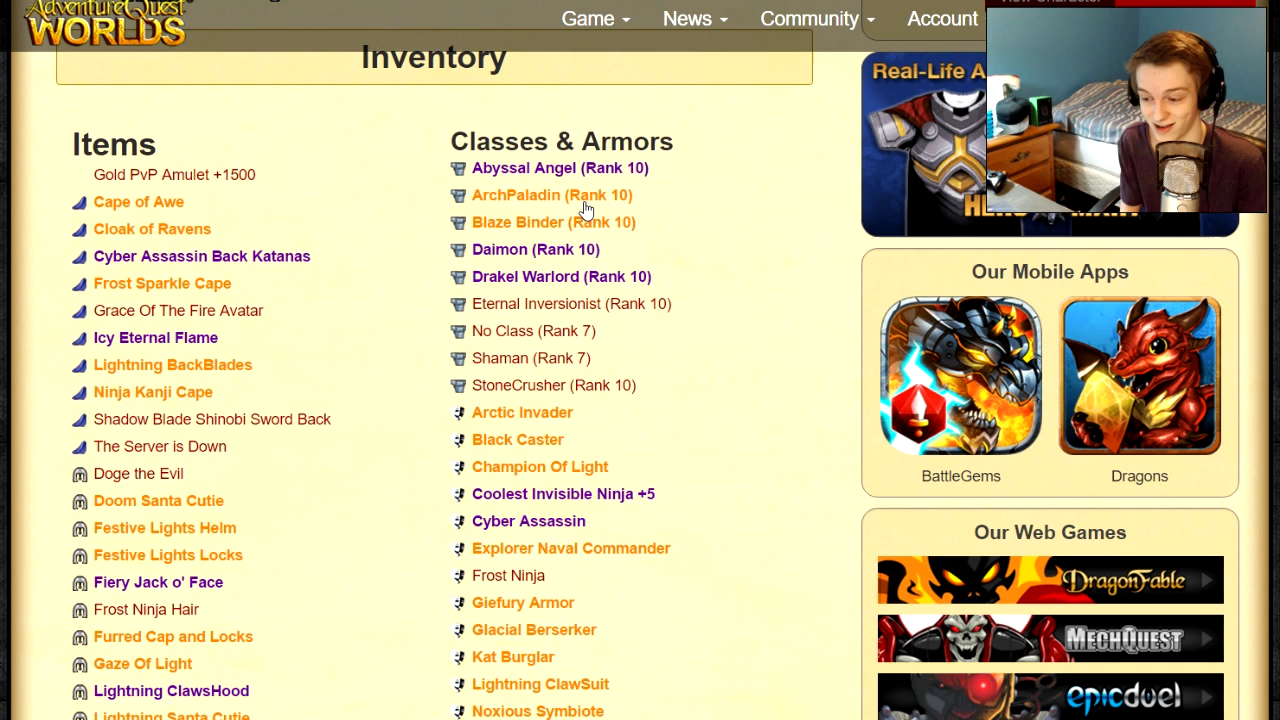 AdventureQuest
WORLDS
Game
News
Community
Account
Inventory
Items
Gold PvP Amulet +1500
Cape of Awe
Cloak of Ravens
Cyber Assassin Back Katanas
Frost Sparkle Cape
Grace Of The Fire Avatar
Icy Eternal Flame
Lightning BackBlades
Ninja Kanji Cape
Shadow Blade Shinobi Sword Back
The Server is Down
Doge the Evil
Doom Santa Cutie
Festive Lights Helm
Festive Lights Locks
Fiery Jack o' Face
Frost Ninja Hair
Furred Cap and Locks
Gaze Of Light
Lightning ClawsHood
Lightning Santa Cutie
Classes & Armors
Abyssal Angel (Rank 10)
ArchPaladin (Rank 10)
Blaze Binder (Rank 10)
Daimon (Rank 10)
Drakel Warlord (Rank 10)
Eternal Inversionist (Rank 10)
No Class (Rank 7)
Shaman (Rank 7)
StoneCrusher (Rank 10)
Arctic Invader
Black Caster
Champion Of Light
Coolest Invisible Ninja +5
Cyber Assassin
Explorer Naval Commander
Frost Ninja
Giefury Armor
Glacial Berserker
Kat Burglar
Lightning ClawSuit
Noxious Symbiote
Real-Life A
Our Mobile Apps
BattleGems
Dragons
Our Web Games
DragonFable
MECHQUEST
epicduel